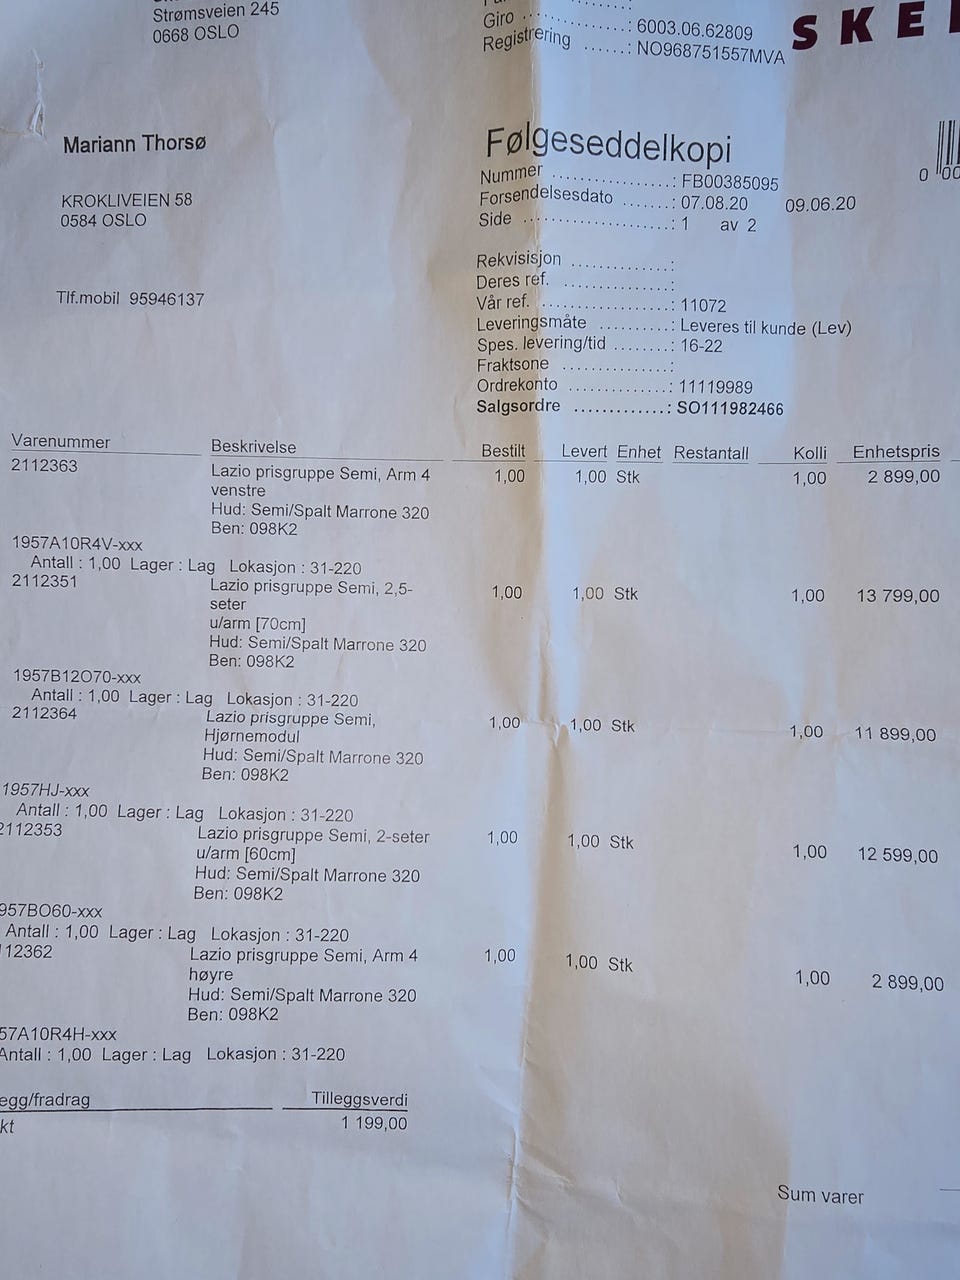 Strømsveien 245
0668 OSLO
Giro ..............: 6003.06.62809
Registrering ......: NO968751557MVA
SKE
Mariann Thorsø
KROKLIVEIEN 58
0584 OSLO
Tlf.mobil 95946137
Følgeseddelkopi
Nummer ................: FB00385095
Forsendelsesdato .......: 07.08.20 09.06.20
Side .....................: 1 av 2
0 00
Rekvisisjon ..............:
Deres ref. ................:
Vår ref. ..................: 11072
Leveringsmåte ..........: Leveres til kunde (Lev)
Spes. levering/tid ........: 16-22
Fraktsone ...............:
Ordrekonto ..............: 11119989
Salgsordre .............: SO111982466
Varenummer Beskrivelse Bestilt Levert Enhet Restantall Kolli Enhetspris
2112363 Lazio prisgruppe Semi, Arm 4 1,00 1,00 Stk 1,00 2 899,00
venstre
Hud: Semi/Spalt Marrone 320
Ben: 098K2
1957A10R4V-xxx
Antall : 1,00 Lager : Lag Lokasjon : 31-220
2112351 Lazio prisgruppe Semi, 2,5- 1,00 1,00 Stk 1,00 13 799,00
seter
u/arm [70cm]
Hud: Semi/Spalt Marrone 320
Ben: 098K2
1957B12O70-xxx
Antall : 1,00 Lager : Lag Lokasjon : 31-220
2112364 Lazio prisgruppe Semi, 1,00 1,00 Stk 1,00 11 899,00
Hjørnemodul
Hud: Semi/Spalt Marrone 320
Ben: 098K2
1957HJ-xxx
Antall : 1,00 Lager : Lag Lokasjon : 31-220
2112353 Lazio prisgruppe Semi, 2-seter 1,00 1,00 Stk 1,00 12 599,00
u/arm [60cm]
Hud: Semi/Spalt Marrone 320
Ben: 098K2
957BO60-xxx
Antall : 1,00 Lager : Lag Lokasjon : 31-220
112362 Lazio prisgruppe Semi, Arm 4 1,00 1,00 Stk 1,00 2 899,00
høyre
Hud: Semi/Spalt Marrone 320
Ben: 098K2
57A10R4H-xxx
Antall : 1,00 Lager : Lag Lokasjon : 31-220
egg/fradrag Tilleggsverdi
kt 1 199,00
Sum varer